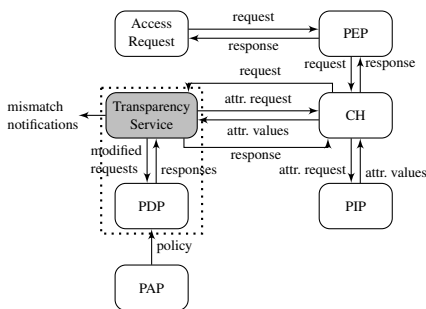 request
Access
Request
PEP
response
request
response
request
mismatch
notifications
Transparency
Service
attr. request
attr. values
CH
modified
requests
responses
response
attr. request
attr. values
PDP
PIP
policy
PAP